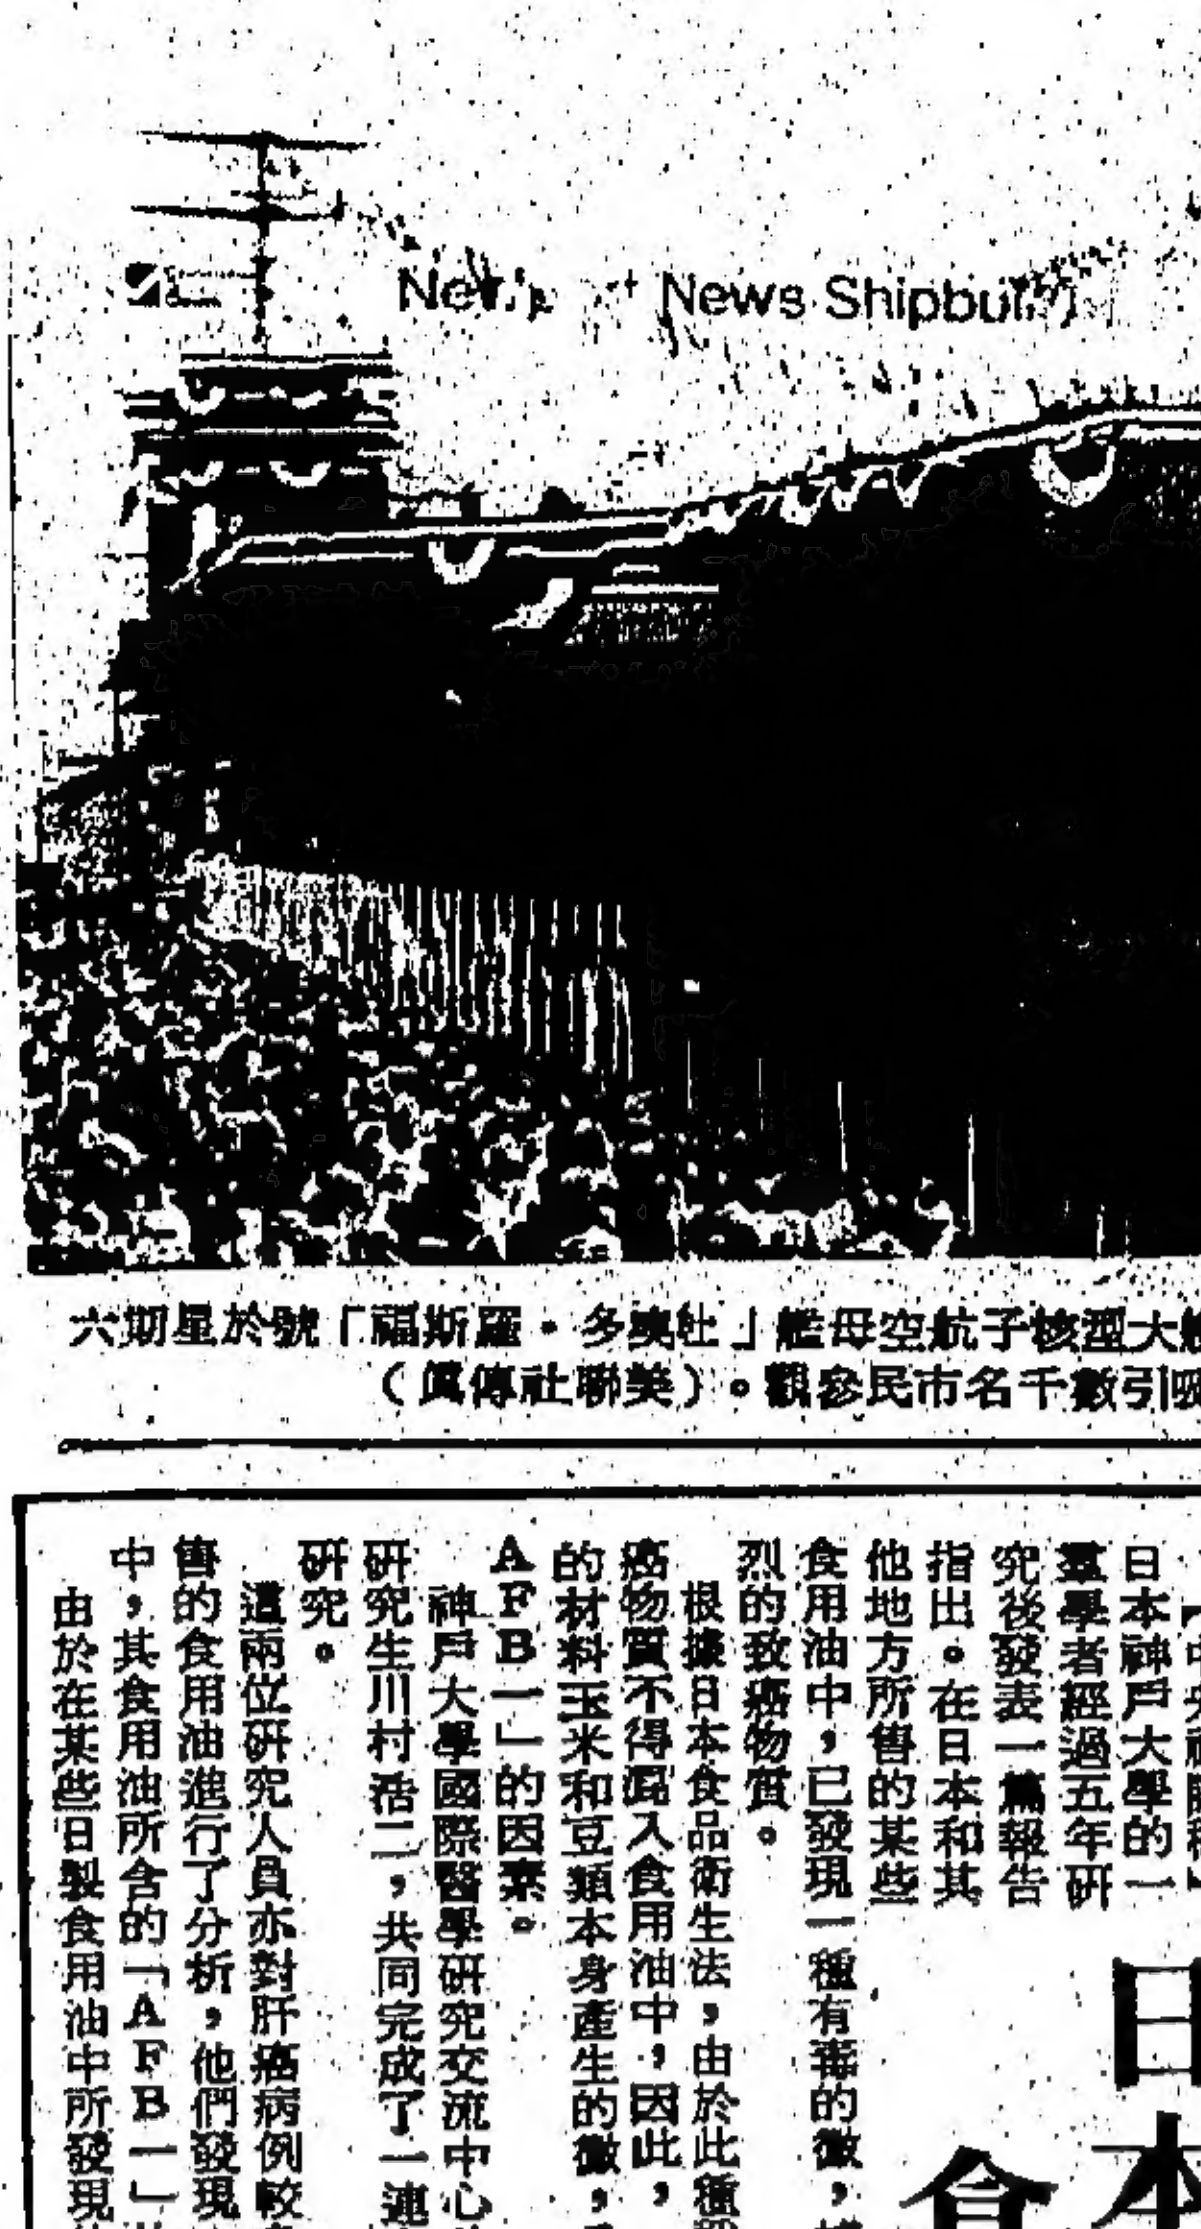 News Shipbuil
六期星於號「福斯羅·多奧杜」艦母空航子核型大
（眞傳社聯美）。觀參民市名千數引吸
日本
食
日本神戶大學的一
羣學者經過五年研
究後發表一篇報告
指出。在日本和其
他地方所售的某些
食用油中，已發現一種有毒的黴，
烈的致癌物質。
根據日本食品衛生法，由於此種
癌物質不得混入食用油中，因此，
的材料玉米和豆類本身產生的黴，
AFB一」的因素。
神戶大學國際醫學研究交流中心
研究生川村浩二，共同完成了一連
研究。
這兩位研究人員亦對肝癌病例較
售的食用油進行了分析，他們發現
中，其食用油所含的「AFB一」
由於在某些日製食用油中所發現